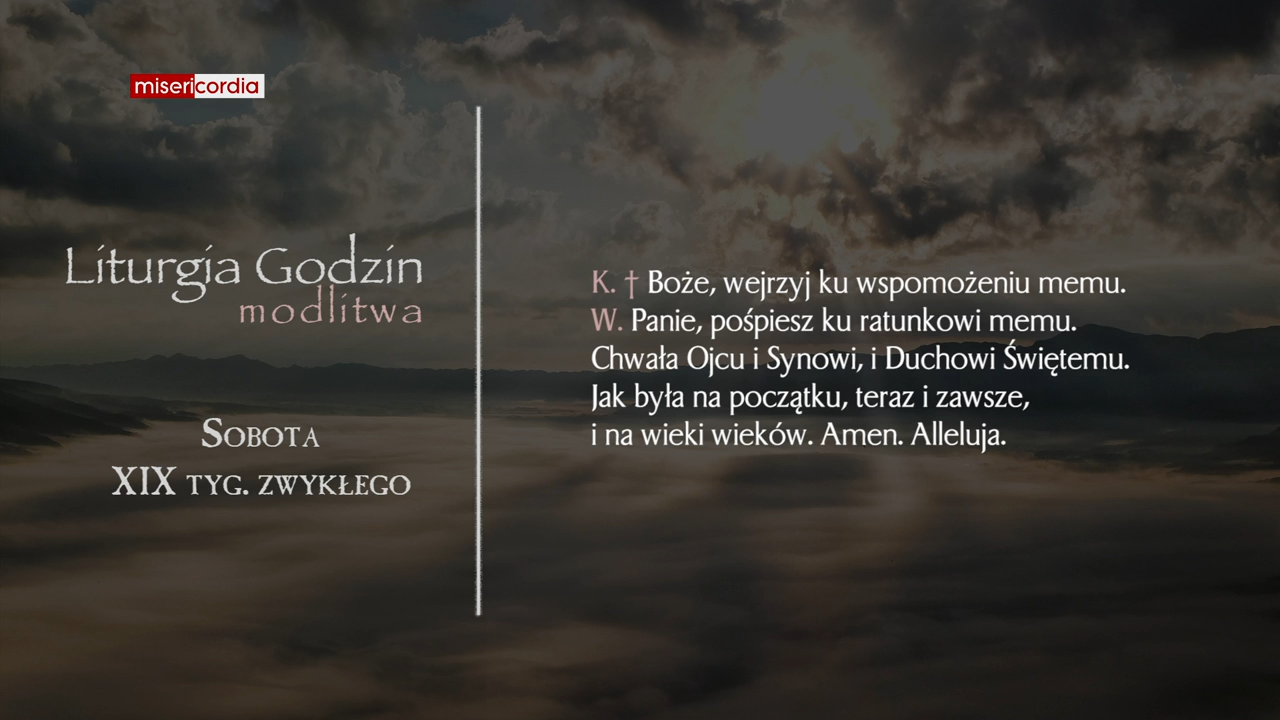 misericordia
Liturgia Godzin
modlitwa
Sobota
XIX tyg. zwykłego
K. † Boże, wejrzyj ku wspomożeniu memu.
W. Panie, pośpiesz ku ratunkowi memu.
Chwała Ojcu i Synowi, i Duchowi Świętemu.
Jak była na początku, teraz i zawsze,
i na wieki wieków. Amen. Alleluja.